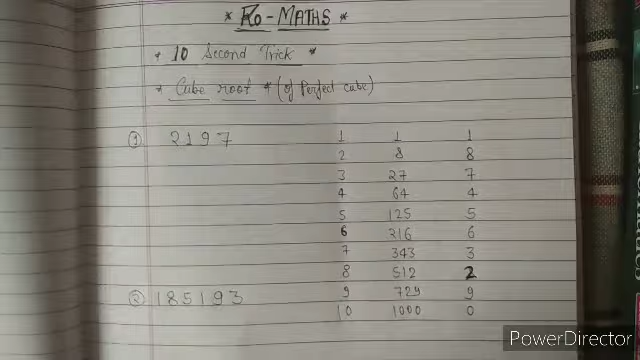 * Ro-MATHS *
* 10 Second Trick *
* Cube root * (of Perfect cube)
① 2197
1 1 1
2 8 8
3 27 7
4 64 4
5 125 5
6 216 6
7 343 3
8 512 2
② 185193
9 729 9
10 1000 0
PowerDirector